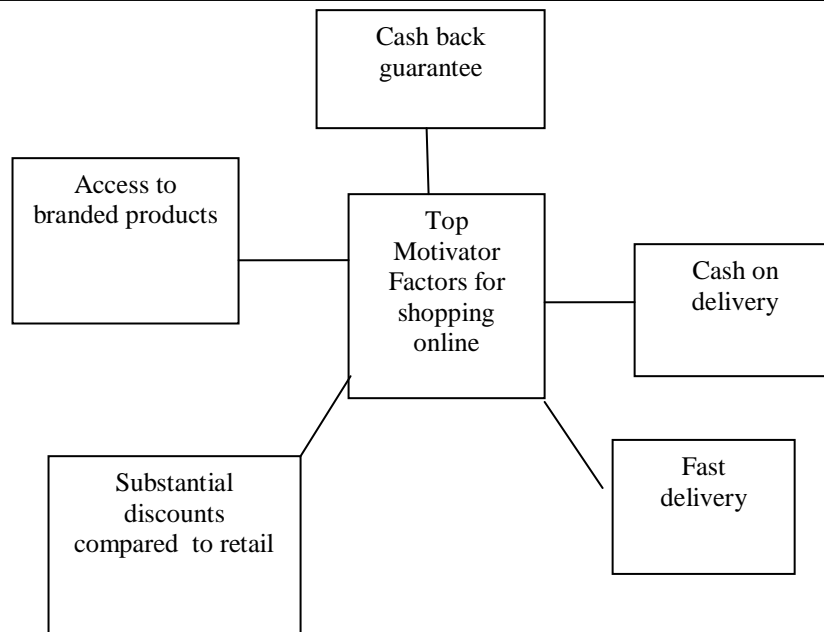 Cash back
guarantee
Access to
branded products
Top
Motivator
Factors for
shopping
online
Cash on
delivery
Substantial
discounts
compared to retail
Fast
delivery